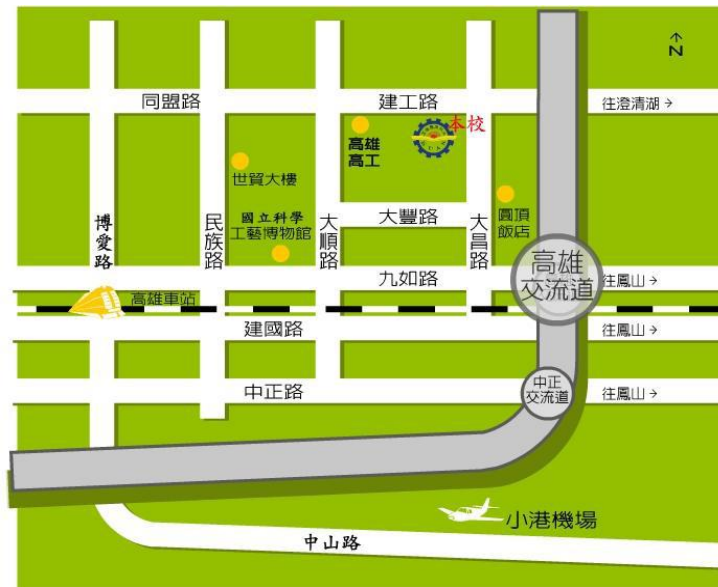 N
同盟路
建工路
往澄清湖
本校
高雄
高工
世貿大樓
國立科學
工藝博物館
博愛路
民族路
大順路
大豐路
大昌路
圓頂
飯店
九如路
高雄
交流道
往鳳山
高雄車站
建國路
往鳳山
中正路
中正
交流道
往鳳山
小港機場
中山路